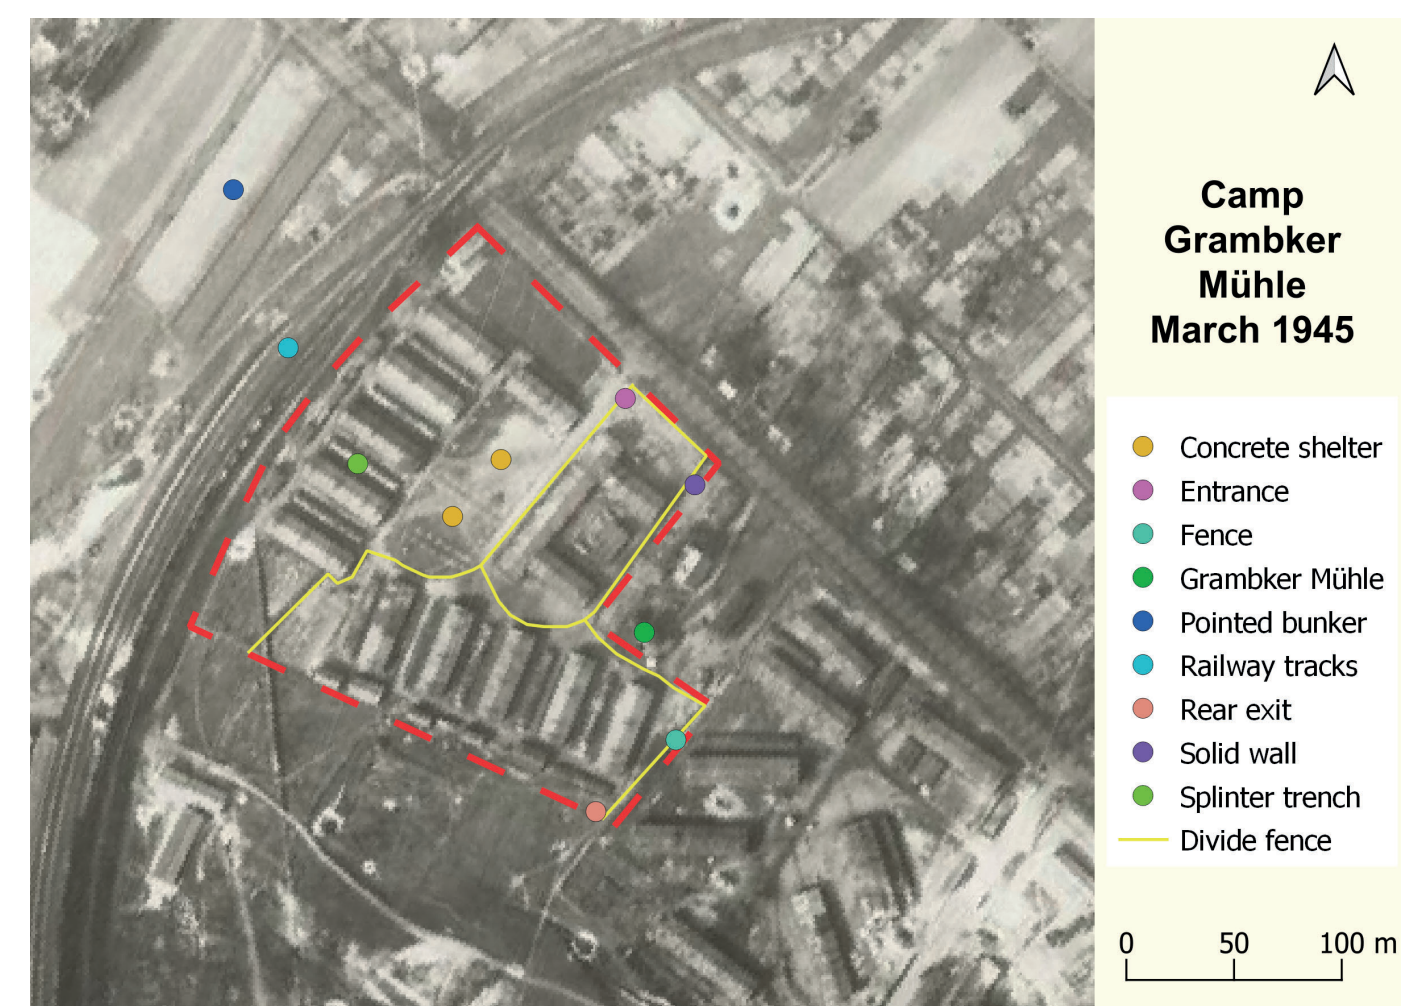 Camp
Grambker
Mühle
March 1945
Concrete shelter
Entrance
Fence
Grambker Mühle
Pointed bunker
Railway tracks
Rear exit
Solid wall
Splinter trench
Divide fence
0 50 100 m